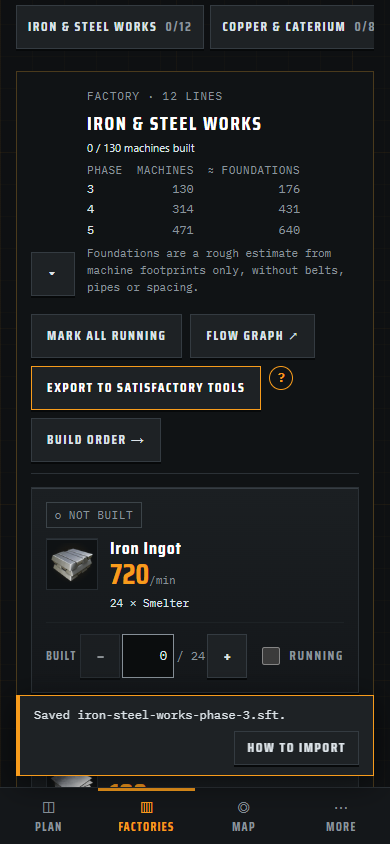 IRON & STEEL WORKS 0/12
COPPER & CATERIUM 0/8
FACTORY · 12 LINES
IRON & STEEL WORKS
0 / 130 machines built
PHASE MACHINES ≈ FOUNDATIONS
3 130 176
4 314 431
5 471 640
Foundations are a rough estimate from
machine footprints only, without belts,
pipes or spacing.
MARK ALL RUNNING
FLOW GRAPH ↗
EXPORT TO SATISFACTORY TOOLS
?
BUILD ORDER →
○ NOT BUILT
Iron Ingot
720/min
24 × Smelter
BUILT − 0 / 24 + RUNNING
Saved iron-steel-works-phase-3.sft.
HOW TO IMPORT
PLAN
FACTORIES
MAP
MORE